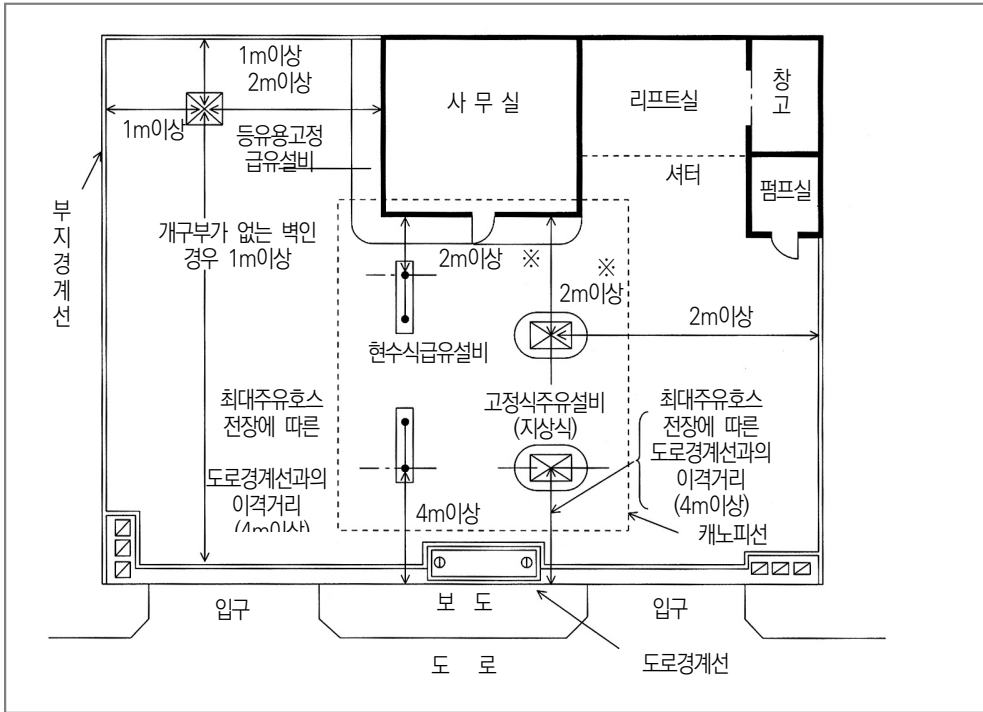 1m이상
2m이상
1m이상
등유용고정
급유설비
사 무 실
리프트실
창
고
셔터
펌프실
부
지
경
계
선
개구부가 없는 벽인
경우 1m이상
2m이상 ※
※
2m이상
2m이상
현수식급유설비
고정식주유설비
(지상식)
최대주유호스
전장에 따른
도로경계선과의
이격거리
(4m이상)
최대주유호스
전장에 따른
도로경계선과의
이격거리
(4m이상)
4m이상
캐노피선
입구
보 도
입구
도 로
도로경계선